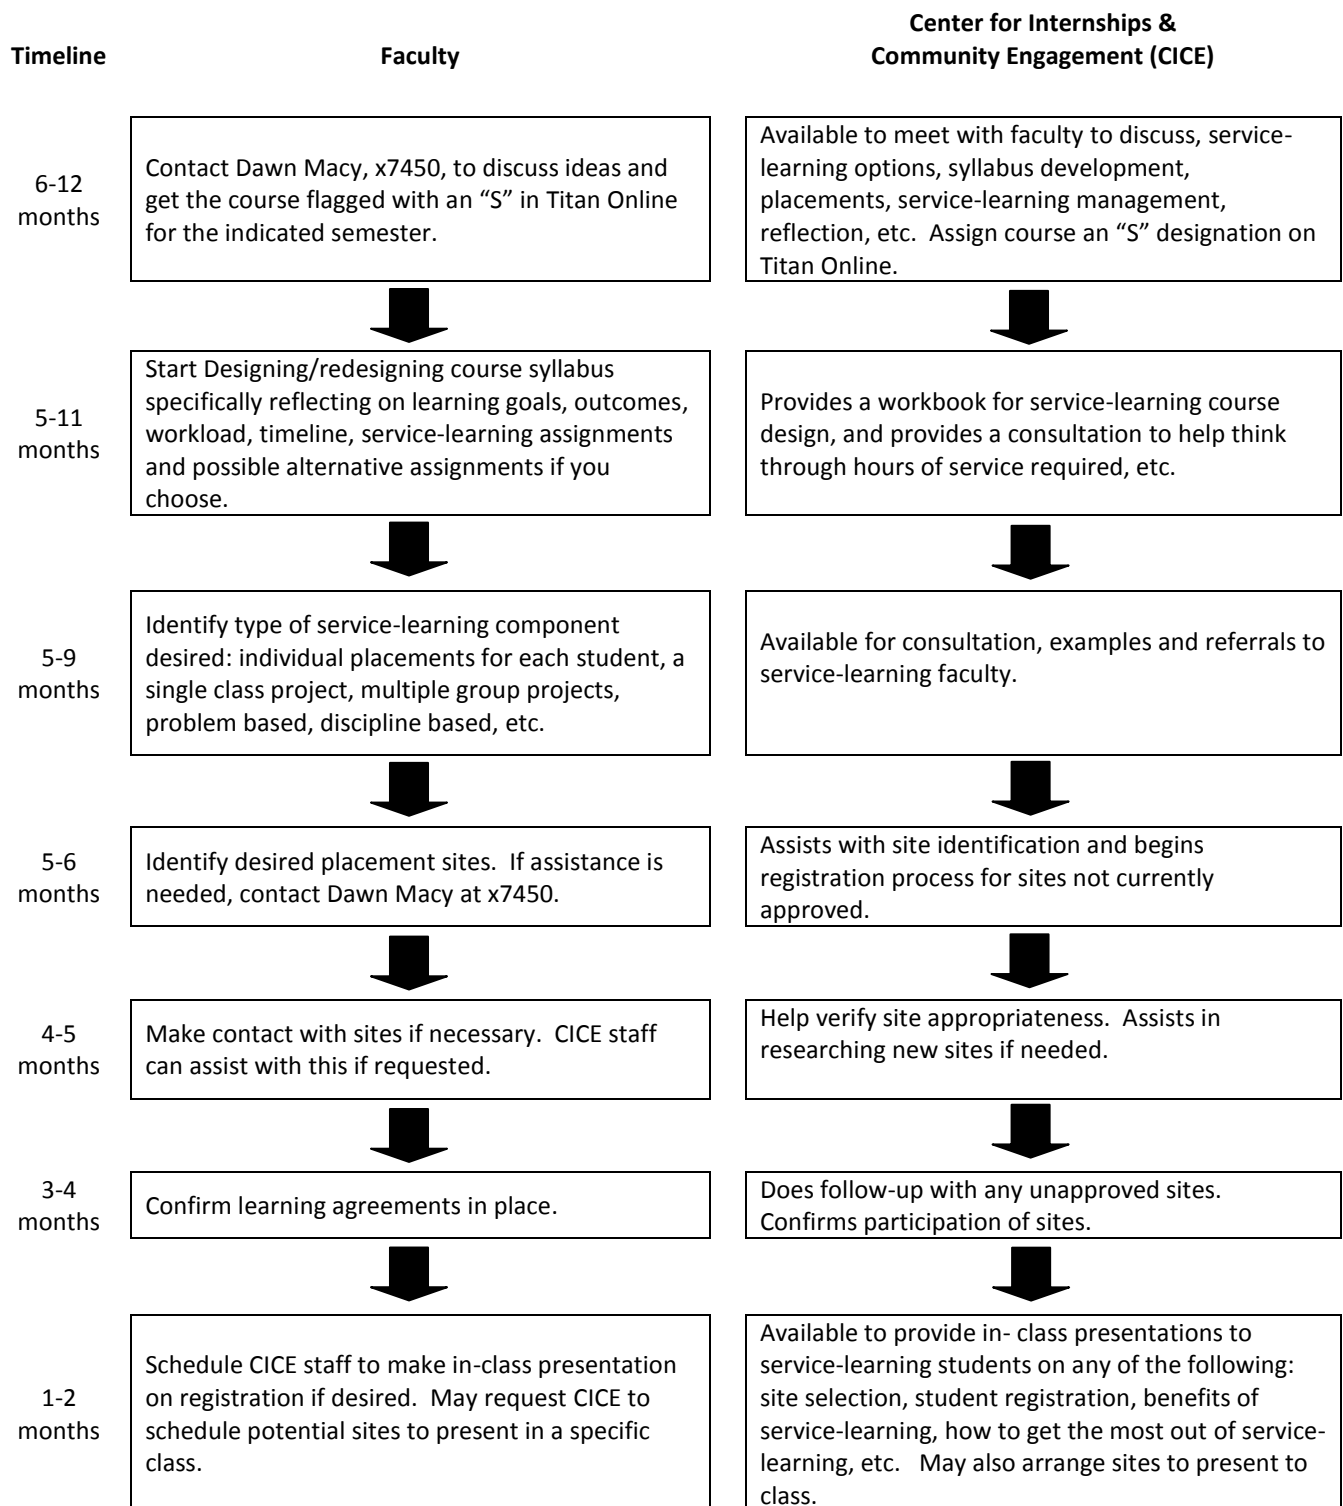 Timeline
Faculty
Center for Internships &
Community Engagement (CICE)
6-12
months
Contact Dawn Macy, x7450, to discuss ideas and
get the course flagged with an “S” in Titan Online
for the indicated semester.
Available to meet with faculty to discuss, service-
learning options, syllabus development,
placements, service-learning management,
reflection, etc.  Assign course an “S” designation on
Titan Online.
5-11
months
Start Designing/redesigning course syllabus
specifically reflecting on learning goals, outcomes,
workload, timeline, service-learning assignments
and possible alternative assignments if you
choose.
Provides a workbook for service-learning course
design, and provides a consultation to help think
through hours of service required, etc.
5-9
months
Identify type of service-learning component
desired: individual placements for each student, a
single class project, multiple group projects,
problem based, discipline based, etc.
Available for consultation, examples and referrals to
service-learning faculty.
5-6
months
Identify desired placement sites.  If assistance is
needed, contact Dawn Macy at x7450.
Assists with site identification and begins
registration process for sites not currently
approved.
4-5
months
Make contact with sites if necessary.  CICE staff
can assist with this if requested.
Help verify site appropriateness.  Assists in
researching new sites if needed.
3-4
months
Confirm learning agreements in place.
Does follow-up with any unapproved sites.
Confirms participation of sites.
1-2
months
Schedule CICE staff to make in-class presentation
on registration if desired.  May request CICE to
schedule potential sites to present in a specific
class.
Available to provide in- class presentations to
service-learning students on any of the following:
site selection, student registration, benefits of
service-learning, how to get the most out of service-
learning, etc.   May also arrange sites to present to
class.